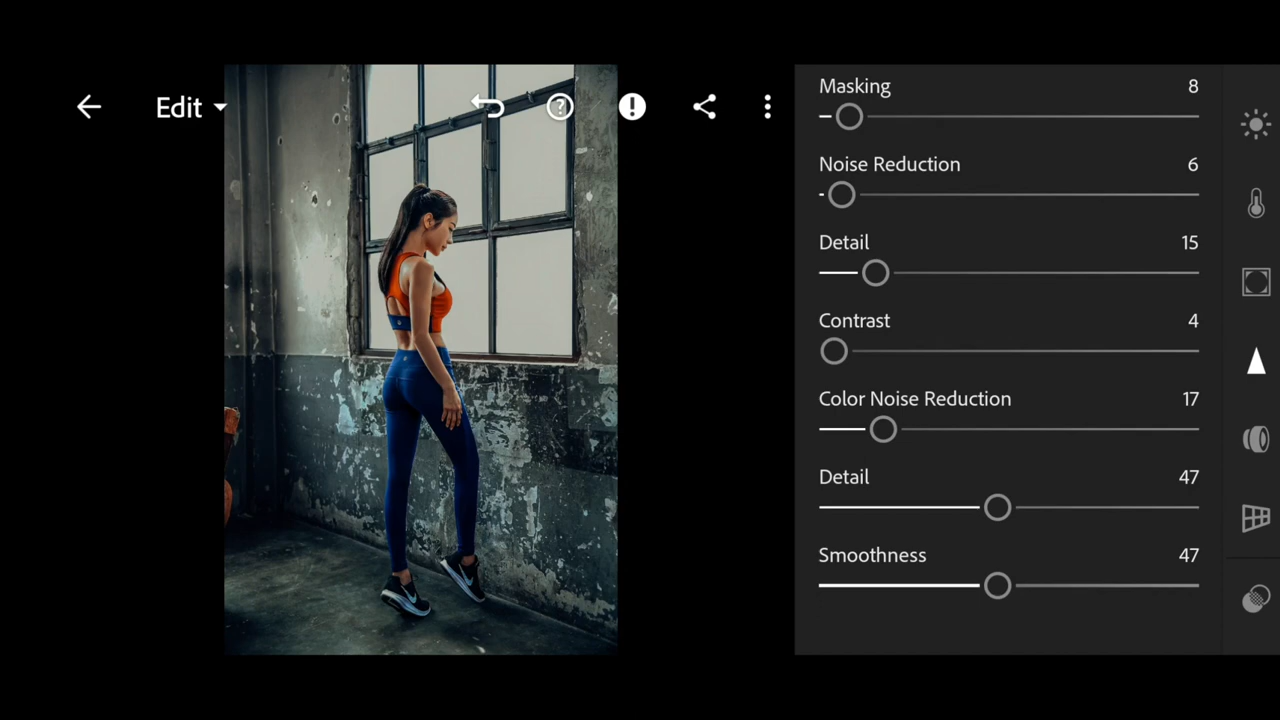 Edit
Masking 8
Noise Reduction 6
Detail 15
Contrast 4
Color Noise Reduction 17
Detail 47
Smoothness 47